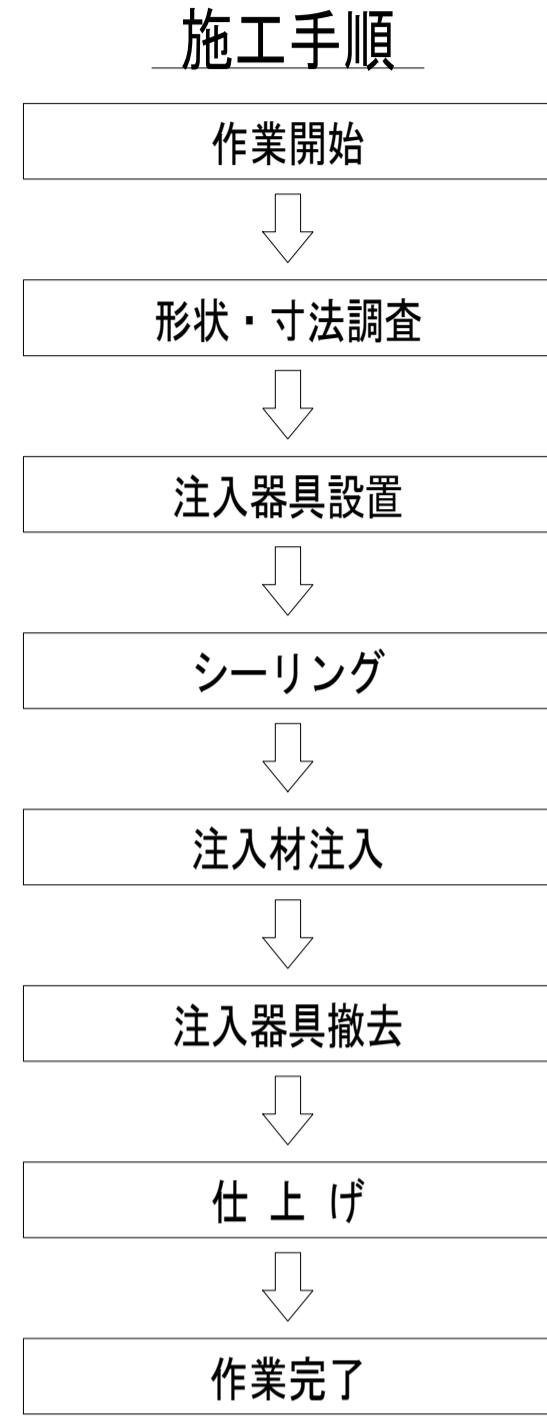 施工手順
作業開始
形状・寸法調査
注入器具設置
シーリング
注入材注入
注入器具撤去
仕 上 げ
作業完了